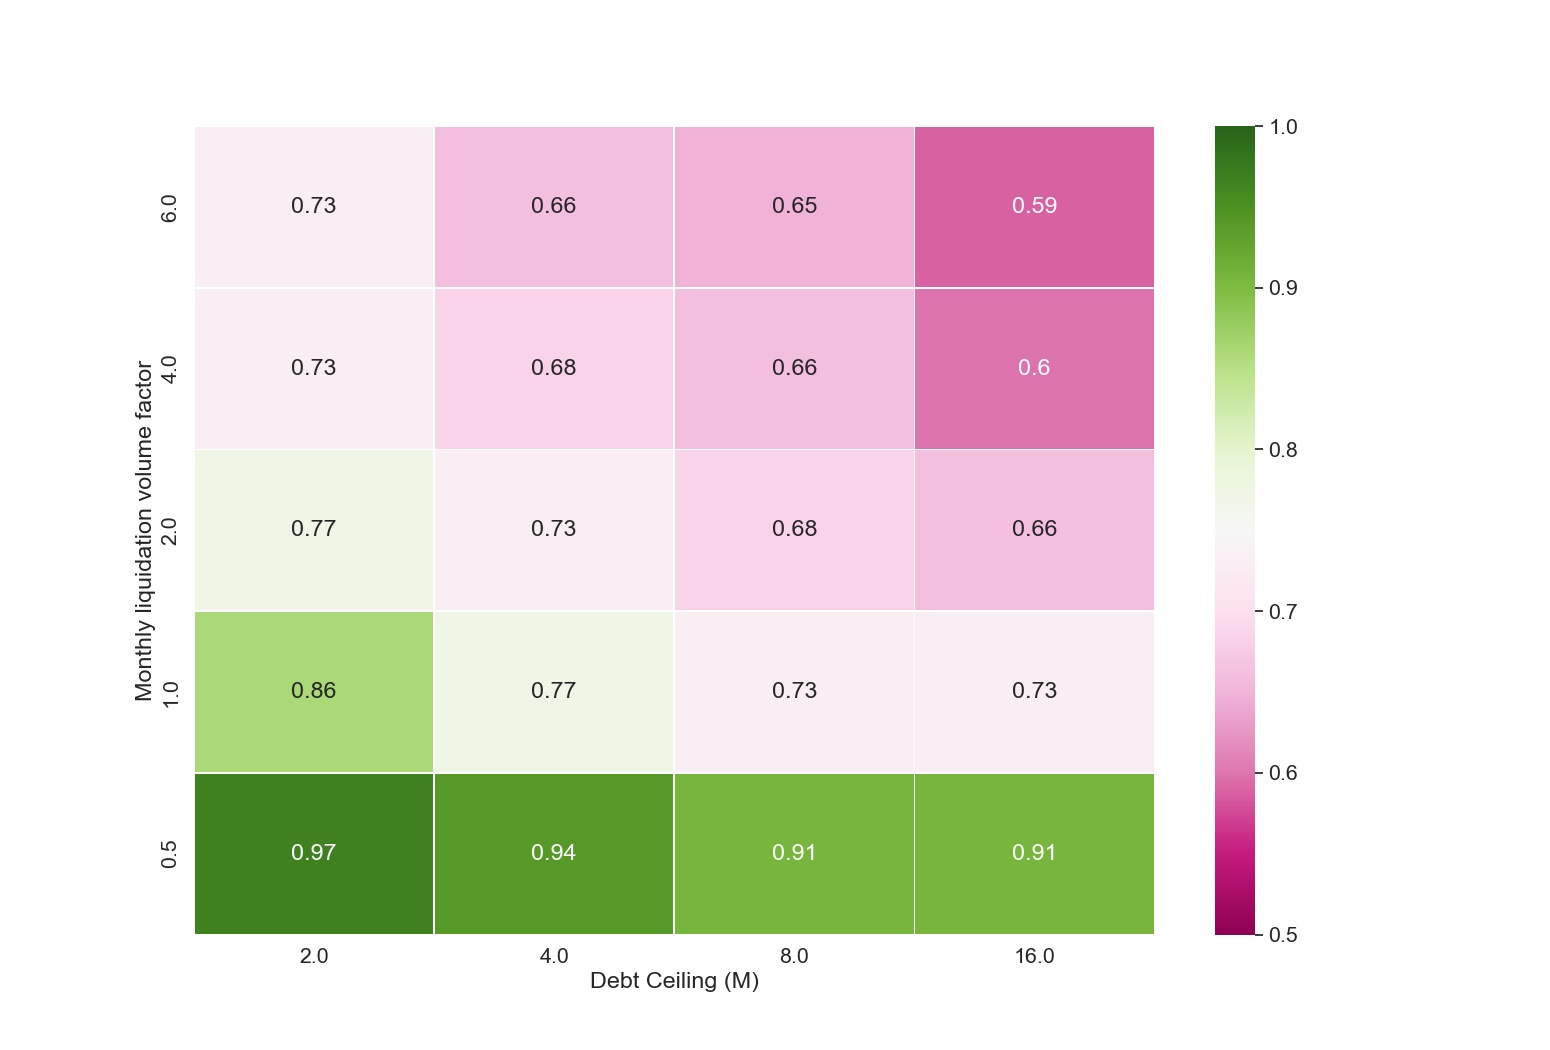 6.0 0.73 0.66 0.65 0.59
4.0 0.73 0.68 0.66 0.6
2.0 0.77 0.73 0.68 0.66
1.0 0.86 0.77 0.73 0.73
0.5 0.97 0.94 0.91 0.91
2.0 4.0 8.0 16.0
Debt Ceiling (M)
Monthly liquidation volume factor
1.0
0.9
0.8
0.7
0.6
0.5